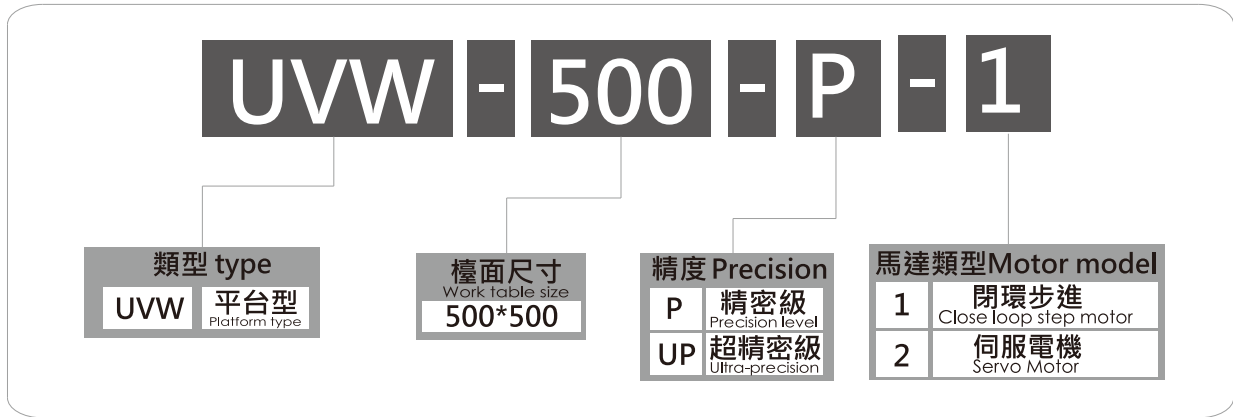 UVW - 500 - P - 1
類型 type
UVW 平台型
Platform type
檯面尺寸
Work table size
500*500
精度 Precision
P 精密級
Precision level
UP 超精密級
Ultra-precision
馬達類型Motor model
1 閉環步進
Close loop step motor
2 伺服電機
Servo Motor